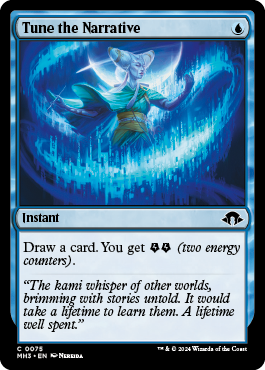 Tune the Narrative
Instant
Draw a card. You get (two energy
counters).
“The kami whisper of other worlds,
brimming with stories untold. It would
take a lifetime to learn them. A lifetime
well spent.”
C 0075
MH3 • EN Nereida ™ & © 2024 Wizards of the Coast